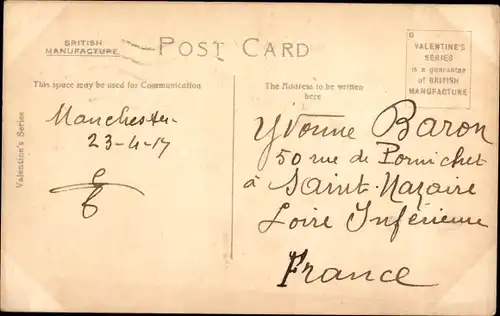 BRITISH
MANUFACTURE
POST CARD
VALENTINE'S
SERIES
is a guarantee
of BRITISH
MANUFACTURE
This space may be used for Communication
The Address to be written
here
Valentine's Series
Manchester
23-4-17
Yvonne Baron
50 rue de Pornichet
à Saint-Nazaire
Loire Inférieure
France